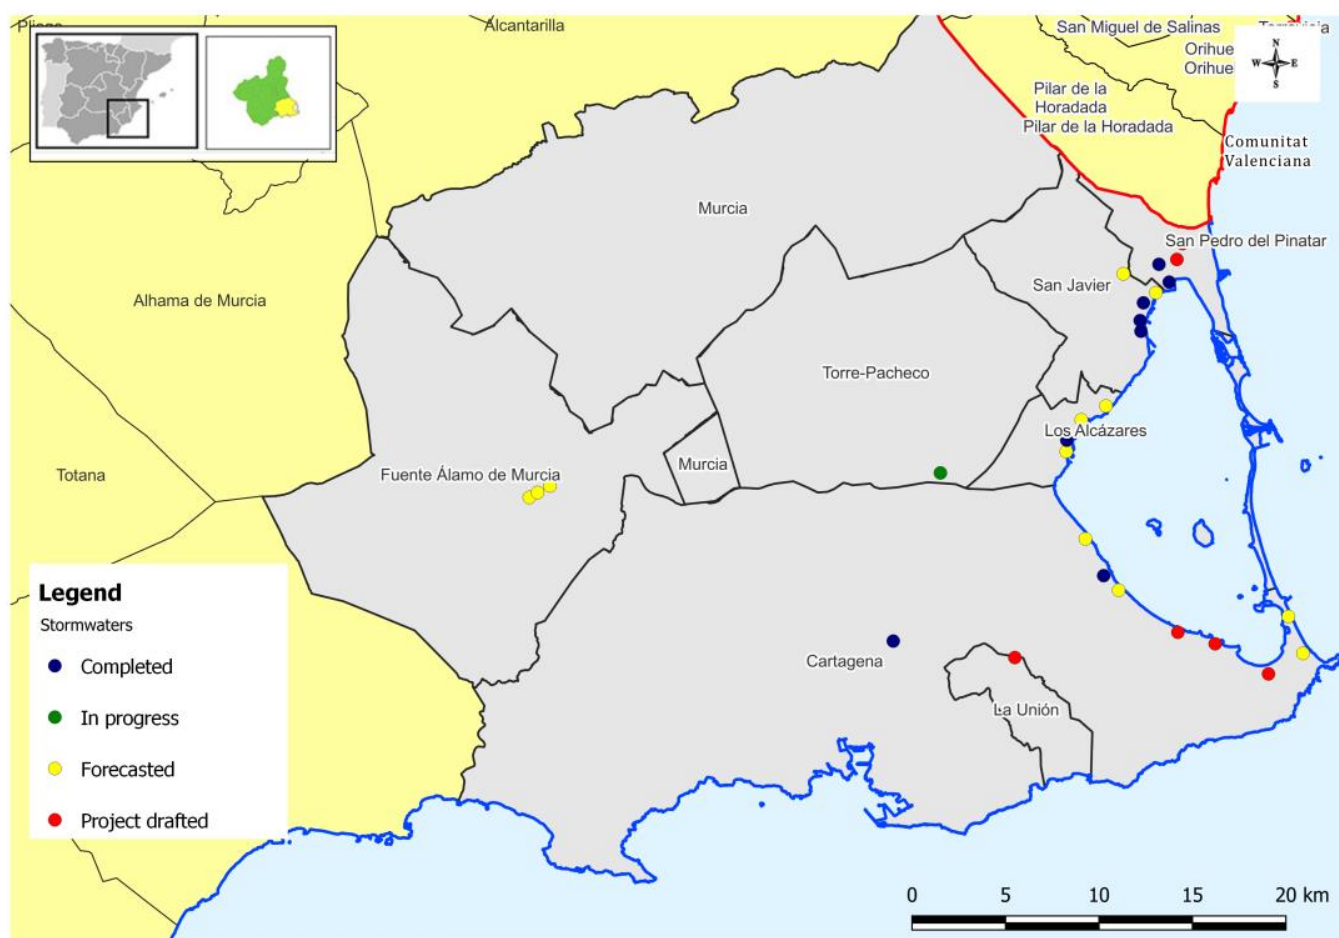 Pliego
Alcantarilla
San Miguel de Salinas
Torrevieja
Orihue
Orihue
N
W E
S
Pilar de la
Horadada
Pilar de la Horadada
Comunitat
Valenciana
Murcia
San Pedro del Pinatar
San Javier
Alhama de Murcia
Torre-Pacheco
Los Alcázares
Totana
Fuente Álamo de Murcia
Murcia
Legend
Stormwaters
Completed
In progress
Forecasted
Project drafted
Cartagena
La Unión
0 5 10 15 20 km